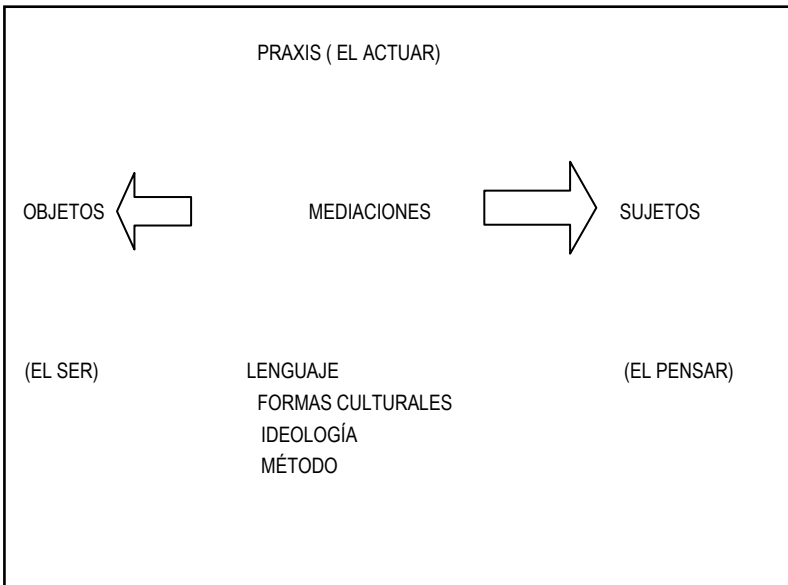 PRAXIS ( EL ACTUAR)
OBJETOS MEDIACIONES SUJETOS
(EL SER) LENGUAJE (EL PENSAR)
FORMAS CULTURALES
IDEOLOGÍA
MÉTODO